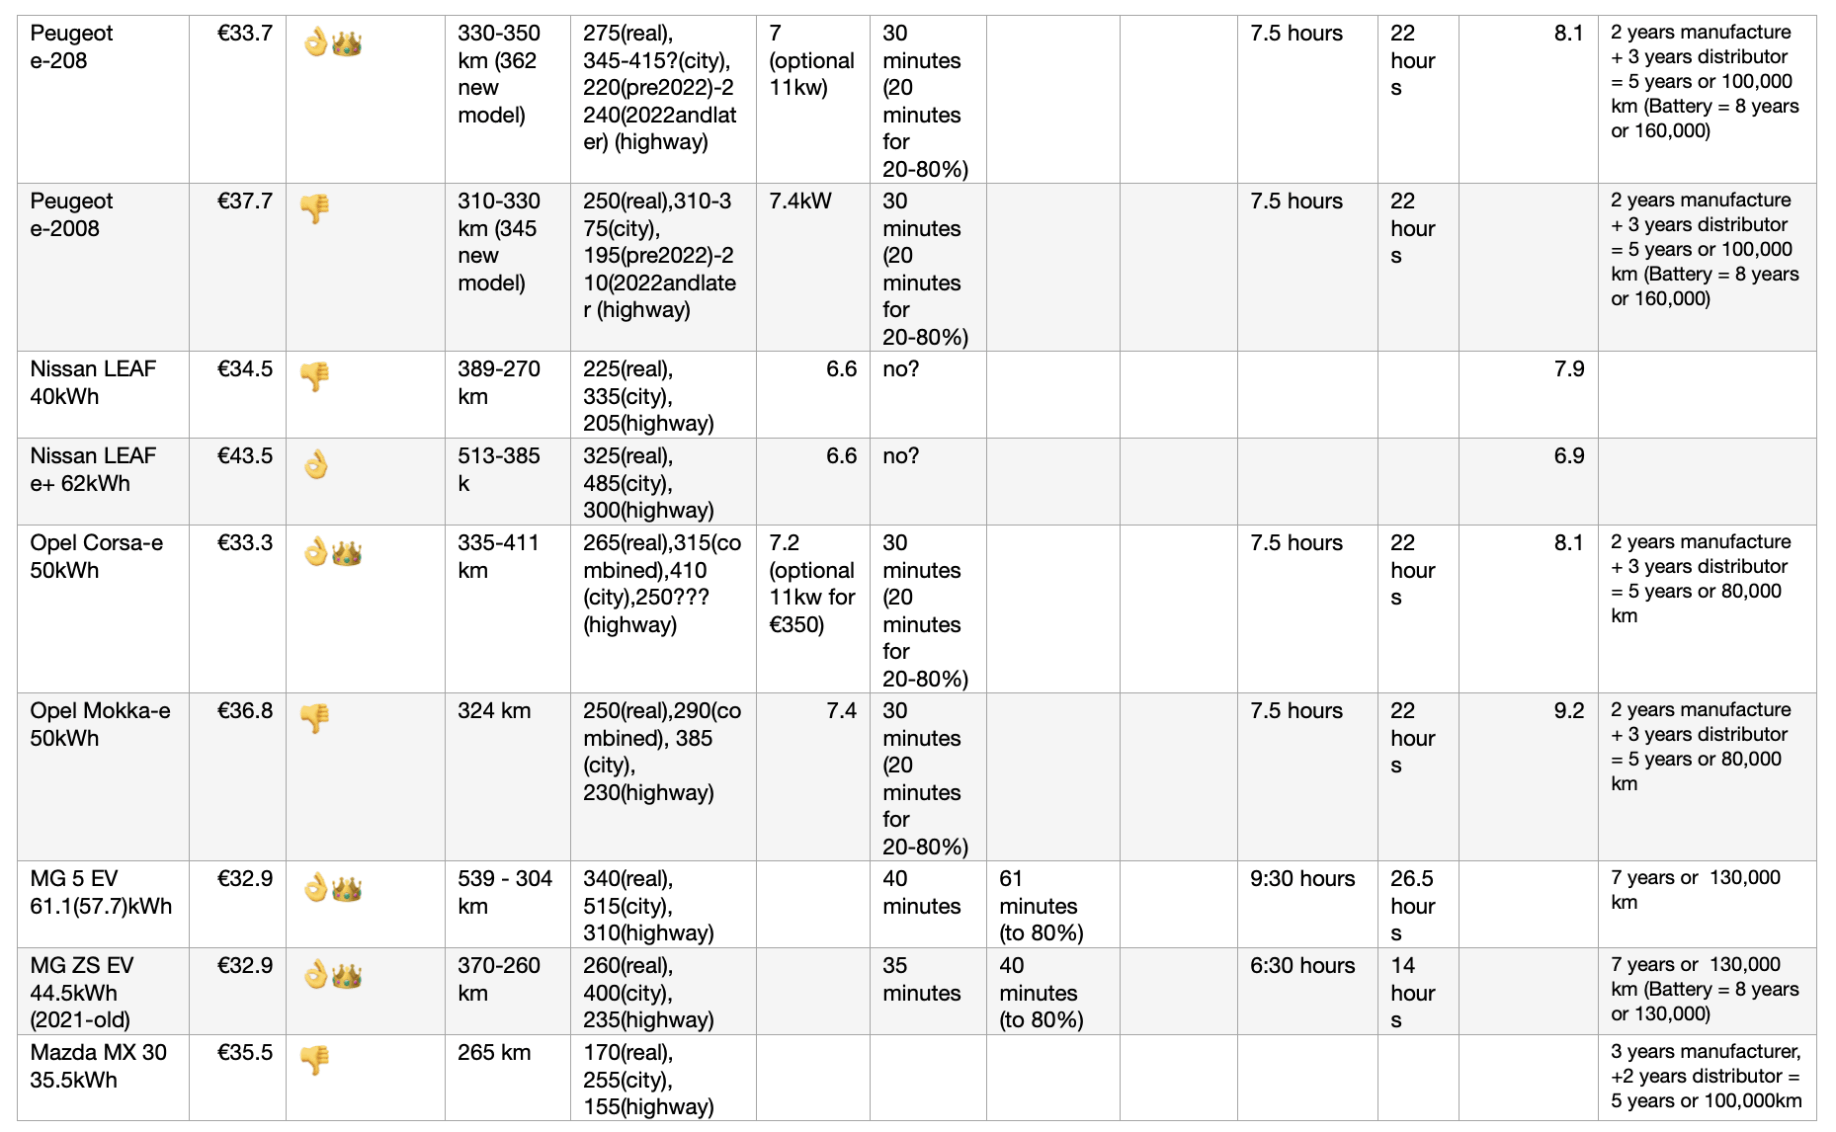 Peugeot
e-208
€33.7
👌👑
330-350
km (362
new
model)
275(real),
345-415?(city),
220(pre2022)-2
240(2022andlat
er) (highway)
7
(optional
11kw)
30
minutes
(20
minutes
for
20-80%)
7.5 hours
22
hour
s
8.1
2 years manufacture
+ 3 years distributor
= 5 years or 100,000
km (Battery = 8 years
or 160,000)
Peugeot
e-2008
€37.7
👎
310-330
km (345
new
model)
250(real),310-3
75(city),
195(pre2022)-2
10(2022andlate
r (highway)
7.4kW
30
minutes
(20
minutes
for
20-80%)
7.5 hours
22
hour
s
2 years manufacture
+ 3 years distributor
= 5 years or 100,000
km (Battery = 8 years
or 160,000)
Nissan LEAF
40kWh
€34.5
👎
389-270
km
225(real),
335(city),
205(highway)
6.6
no?
7.9
Nissan LEAF
e+ 62kWh
€43.5
👌
513-385
k
325(real),
485(city),
300(highway)
6.6
no?
6.9
Opel Corsa-e
50kWh
€33.3
👌👑
335-411
km
265(real),315(co
mbined),410
(city),250???
(highway)
7.2
(optional
11kw for
€350)
30
minutes
(20
minutes
for
20-80%)
7.5 hours
22
hour
s
8.1
2 years manufacture
+ 3 years distributor
= 5 years or 80,000
km
Opel Mokka-e
50kWh
€36.8
👎
324 km
250(real),290(co
mbined), 385
(city),
230(highway)
7.4
30
minutes
(20
minutes
for
20-80%)
7.5 hours
22
hour
s
9.2
2 years manufacture
+ 3 years distributor
= 5 years or 80,000
km
MG 5 EV
61.1(57.7)kWh
€32.9
👌👑
539 - 304
km
340(real),
515(city),
310(highway)
40
minutes
61
minutes
(to 80%)
9:30 hours
26.5
hour
s
7 years or  130,000
km
MG ZS EV
44.5kWh
(2021-old)
€32.9
👌👑
370-260
km
260(real),
400(city),
235(highway)
35
minutes
40
minutes
(to 80%)
6:30 hours
14
hour
s
7 years or  130,000
km (Battery = 8 years
or 130,000)
Mazda MX 30
35.5kWh
€35.5
👎
265 km
170(real),
255(city),
155(highway)
3 years manufacturer,
+2 years distributor =
5 years or 100,000km